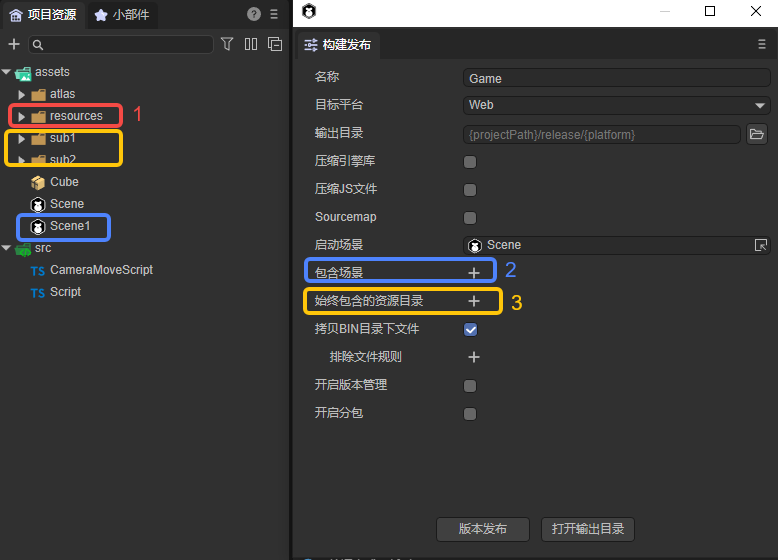 项目资源
小部件
assets
atlas
resources
1
sub1
sub2
Cube
Scene
Scene1
src
TS CameraMoveScript
TS Script
构建发布
名称 Game
目标平台 Web
输出目录 {projectPath}/release/{platform}
压缩引擎库
压缩JS文件
Sourcemap
启动场景 Scene
包含场景 2
始终包含的资源目录 3
拷贝BIN目录下文件
排除文件规则
开启版本管理
开启分包
版本发布 打开输出目录